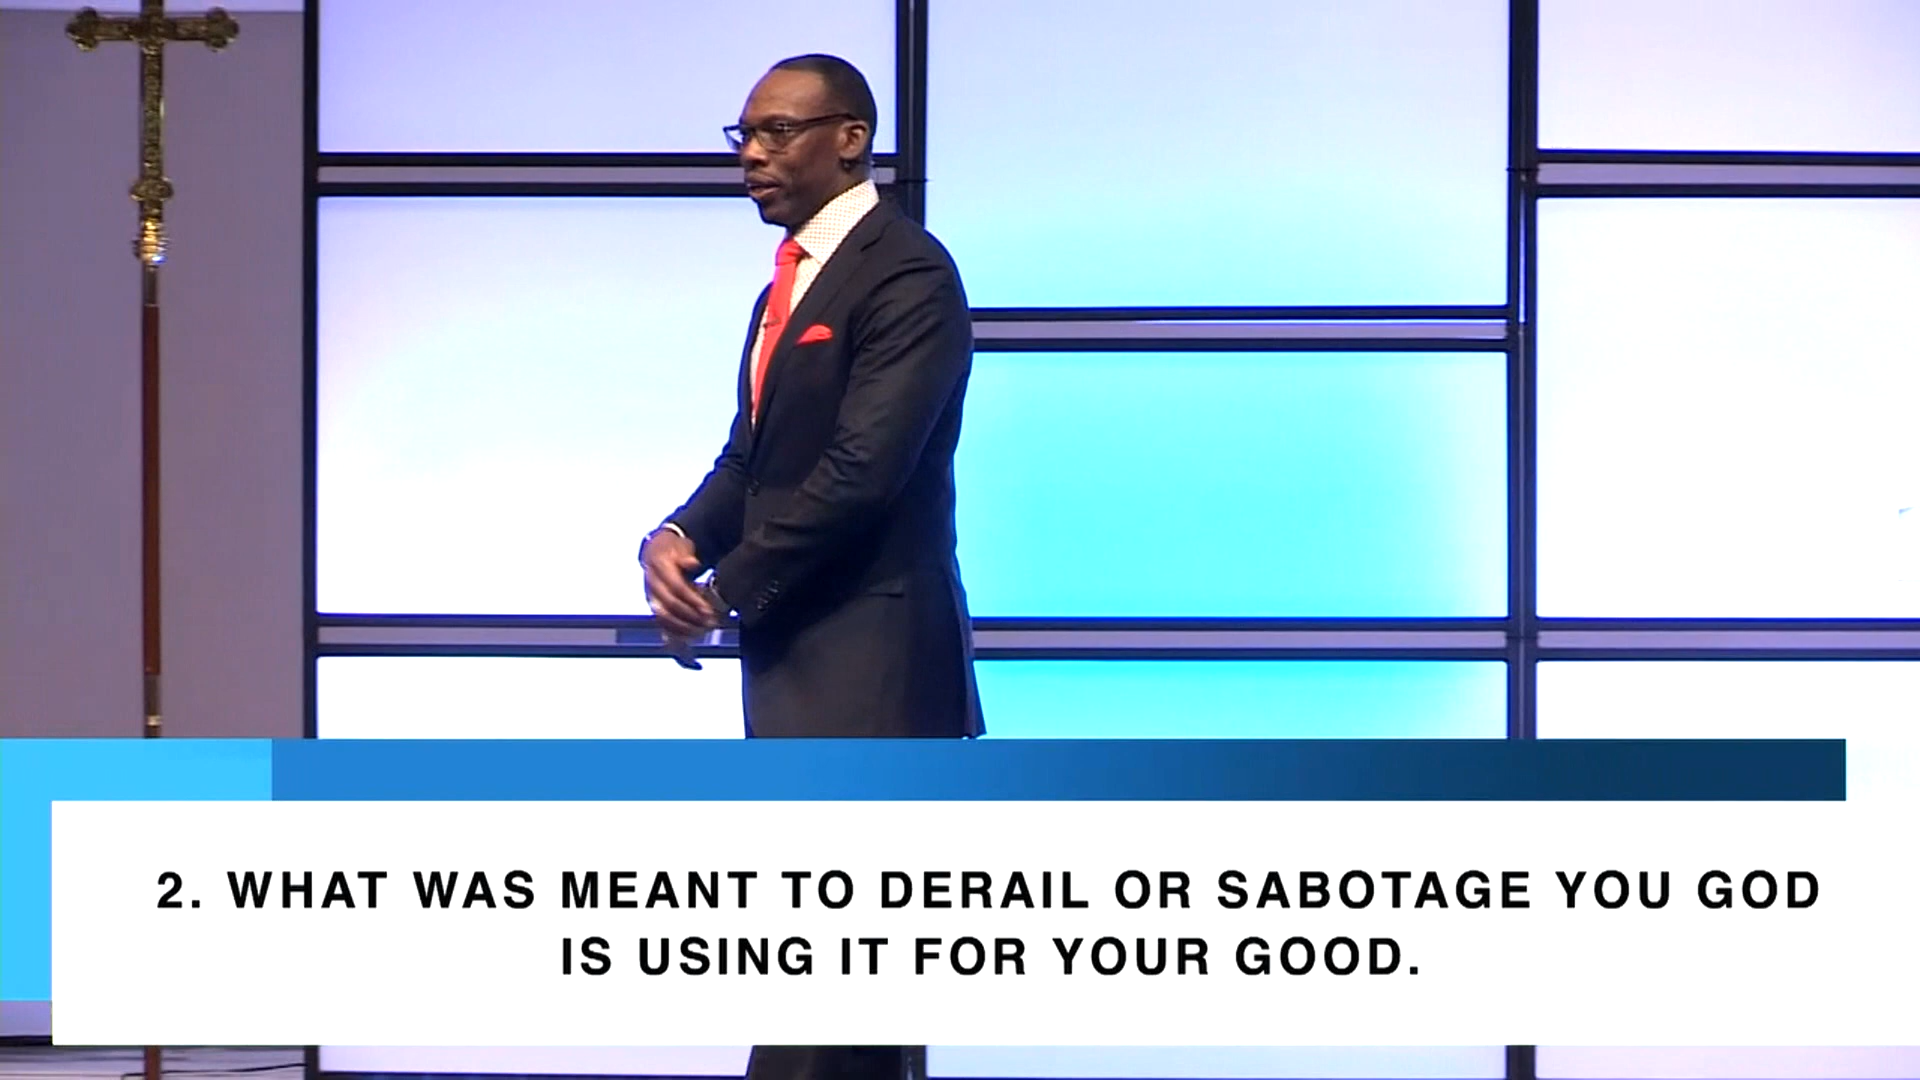 2. WHAT WAS MEANT TO DERAIL OR SABOTAGE YOU GOD
IS USING IT FOR YOUR GOOD.